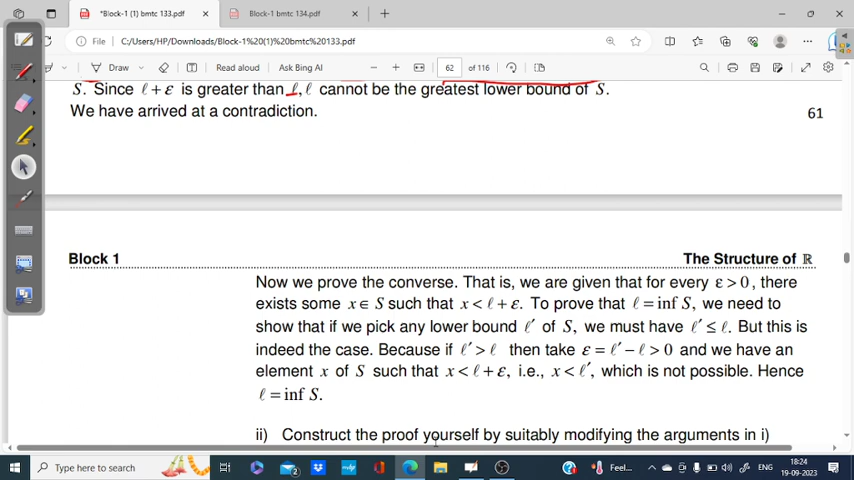 *Block-1 (1) bmtc 133.pdf
Block-1 bmtc 134.pdf
File
C:/Users/HP/Downloads/Block-1%20(1)%20bmtc%20133.pdf
Draw
Read aloud
Ask Bing AI
62 of 116
S. Since ℓ + ε is greater than ℓ, ℓ cannot be the greatest lower bound of S.
We have arrived at a contradiction.
61
Block 1
The Structure of ℝ
Now we prove the converse. That is, we are given that for every ε > 0, there
exists some x ∈ S such that x < ℓ + ε. To prove that ℓ = inf S, we need to
show that if we pick any lower bound ℓ′ of S, we must have ℓ′ ≤ ℓ. But this is
indeed the case. Because if ℓ′ > ℓ then take ε = ℓ′ − ℓ > 0 and we have an
element x of S such that x < ℓ + ε, i.e., x < ℓ′, which is not possible. Hence
ℓ = inf S.
ii) Construct the proof yourself by suitably modifying the arguments in i)
Type here to search
Feel...
ENG
18:24
19-09-2023